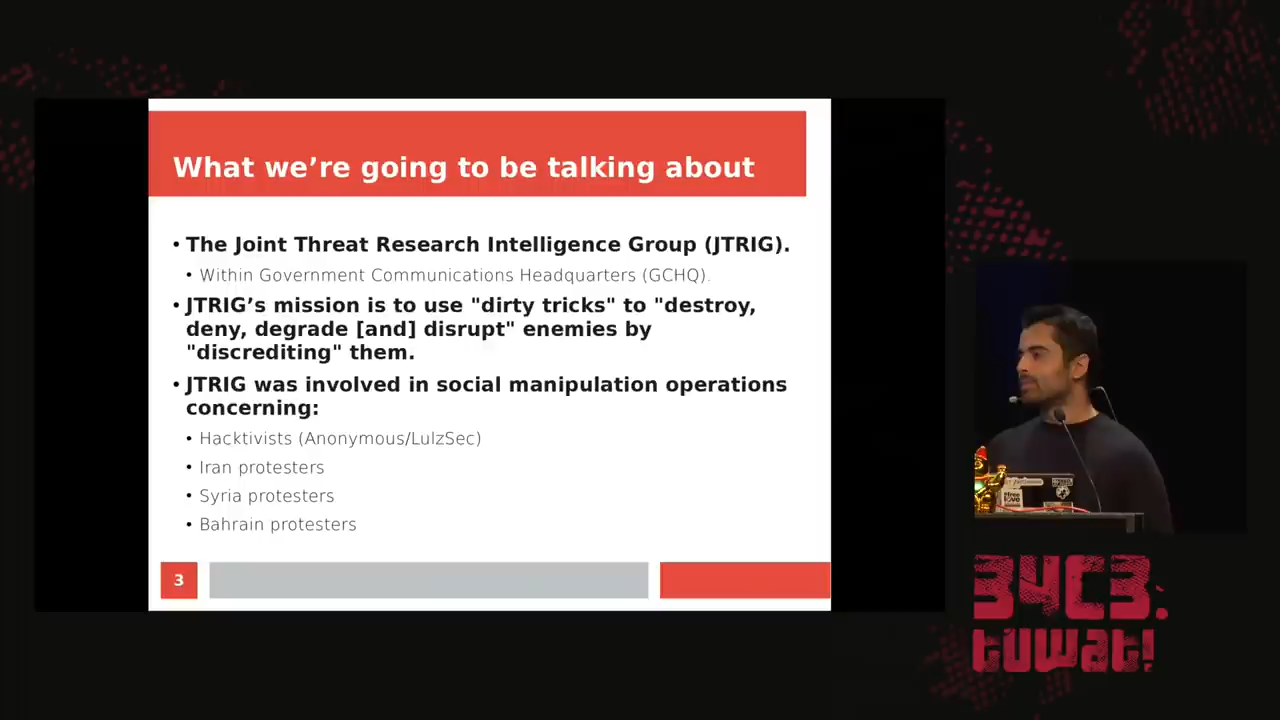 What we’re going to be talking about
• The Joint Threat Research Intelligence Group (JTRIG).
• Within Government Communications Headquarters (GCHQ).
• JTRIG’s mission is to use "dirty tricks" to "destroy,
deny, degrade [and] disrupt" enemies by
"discrediting" them.
• JTRIG was involved in social manipulation operations
concerning:
• Hacktivists (Anonymous/LulzSec)
• Iran protesters
• Syria protesters
• Bahrain protesters
3
34C3.
tuwat!